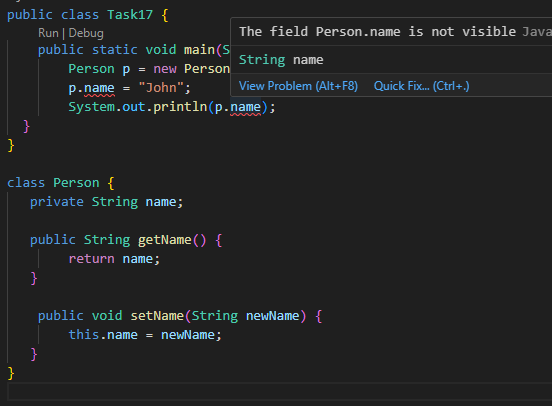 public class Task17 {
Run | Debug
public static void main(S
Person p = new Person
p.name = "John";
System.out.println(p.name);
}
}
The field Person.name is not visible Java
String name
View Problem (Alt+F8) Quick Fix... (Ctrl+.)
class Person {
private String name;
public String getName() {
return name;
}
public void setName(String newName) {
this.name = newName;
}
}